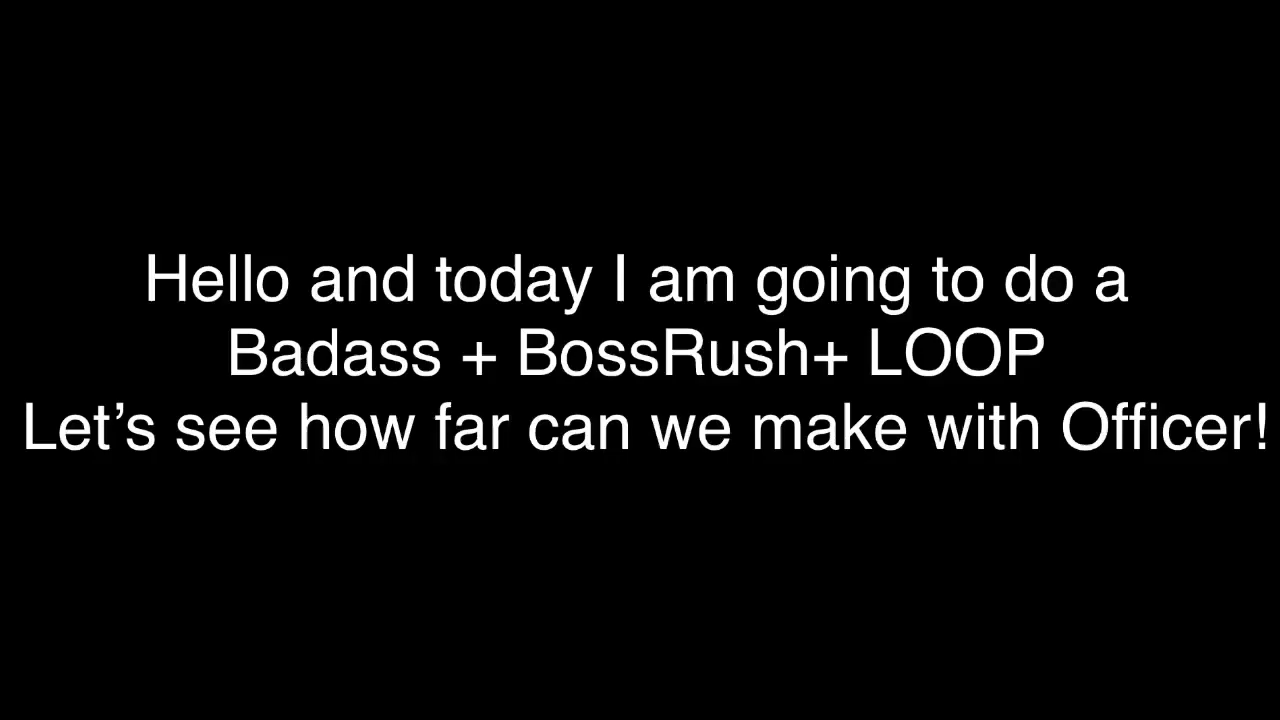 Hello and today I am going to do a
Badass + BossRush+ LOOP
Let’s see how far can we make with Officer!